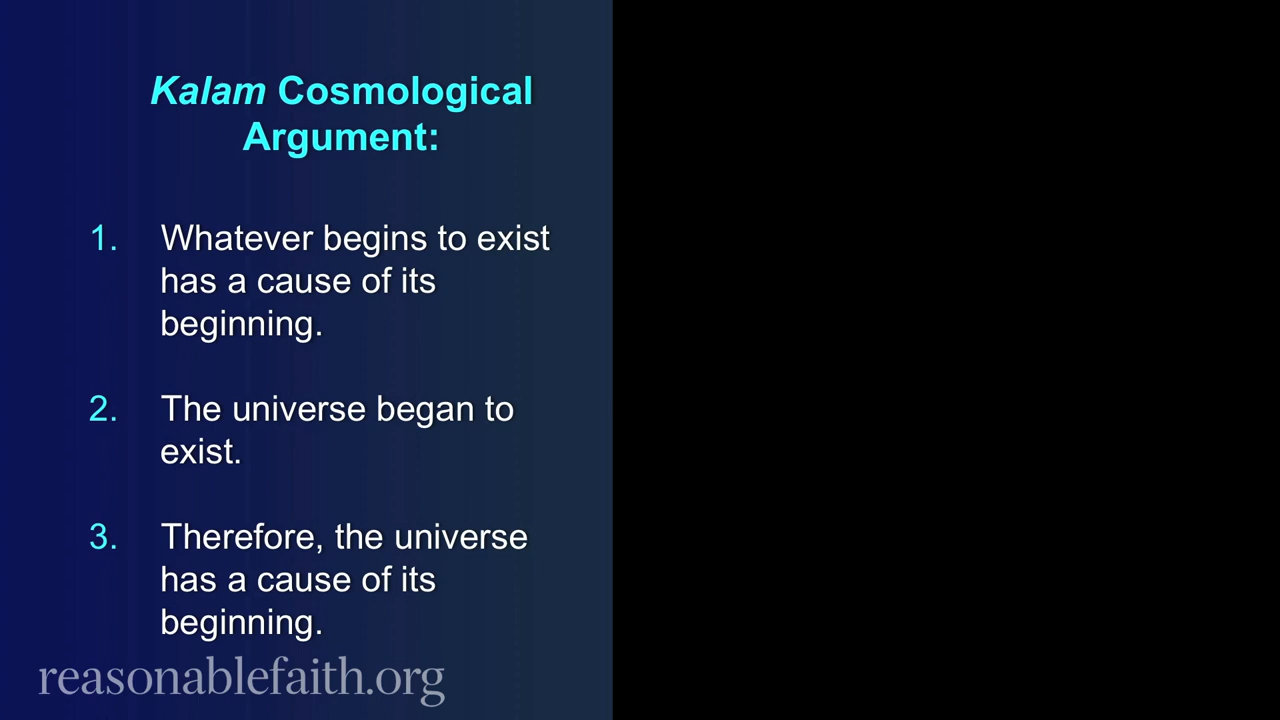 Kalam Cosmological
Argument:
1. Whatever begins to exist
has a cause of its
beginning.
2. The universe began to
exist.
3. Therefore, the universe
has a cause of its
beginning.
reasonablefaith.org